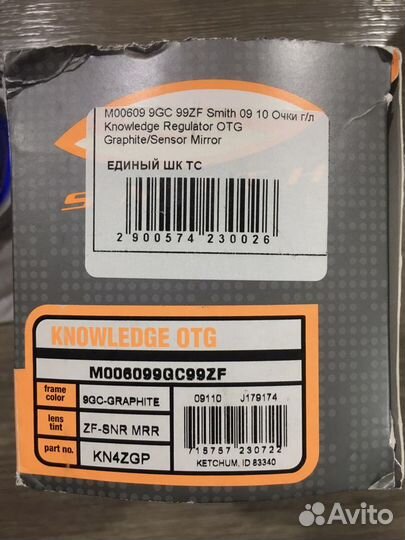 M00609 9GC 99ZF Smith 09 10 Очки г/л
Knowledge Regulator OTG
Graphite/Sensor Mirror
ЕДИНЫЙ ШК ТС
2 900574 230026
KNOWLEDGE OTG
M006099GC99ZF
frame color 9GC-GRAPHITE
lens tint ZF-SNR MRR
part no. KN4ZGP
09110 J179174
715757 230722
KETCHUM, ID 83340
Avito